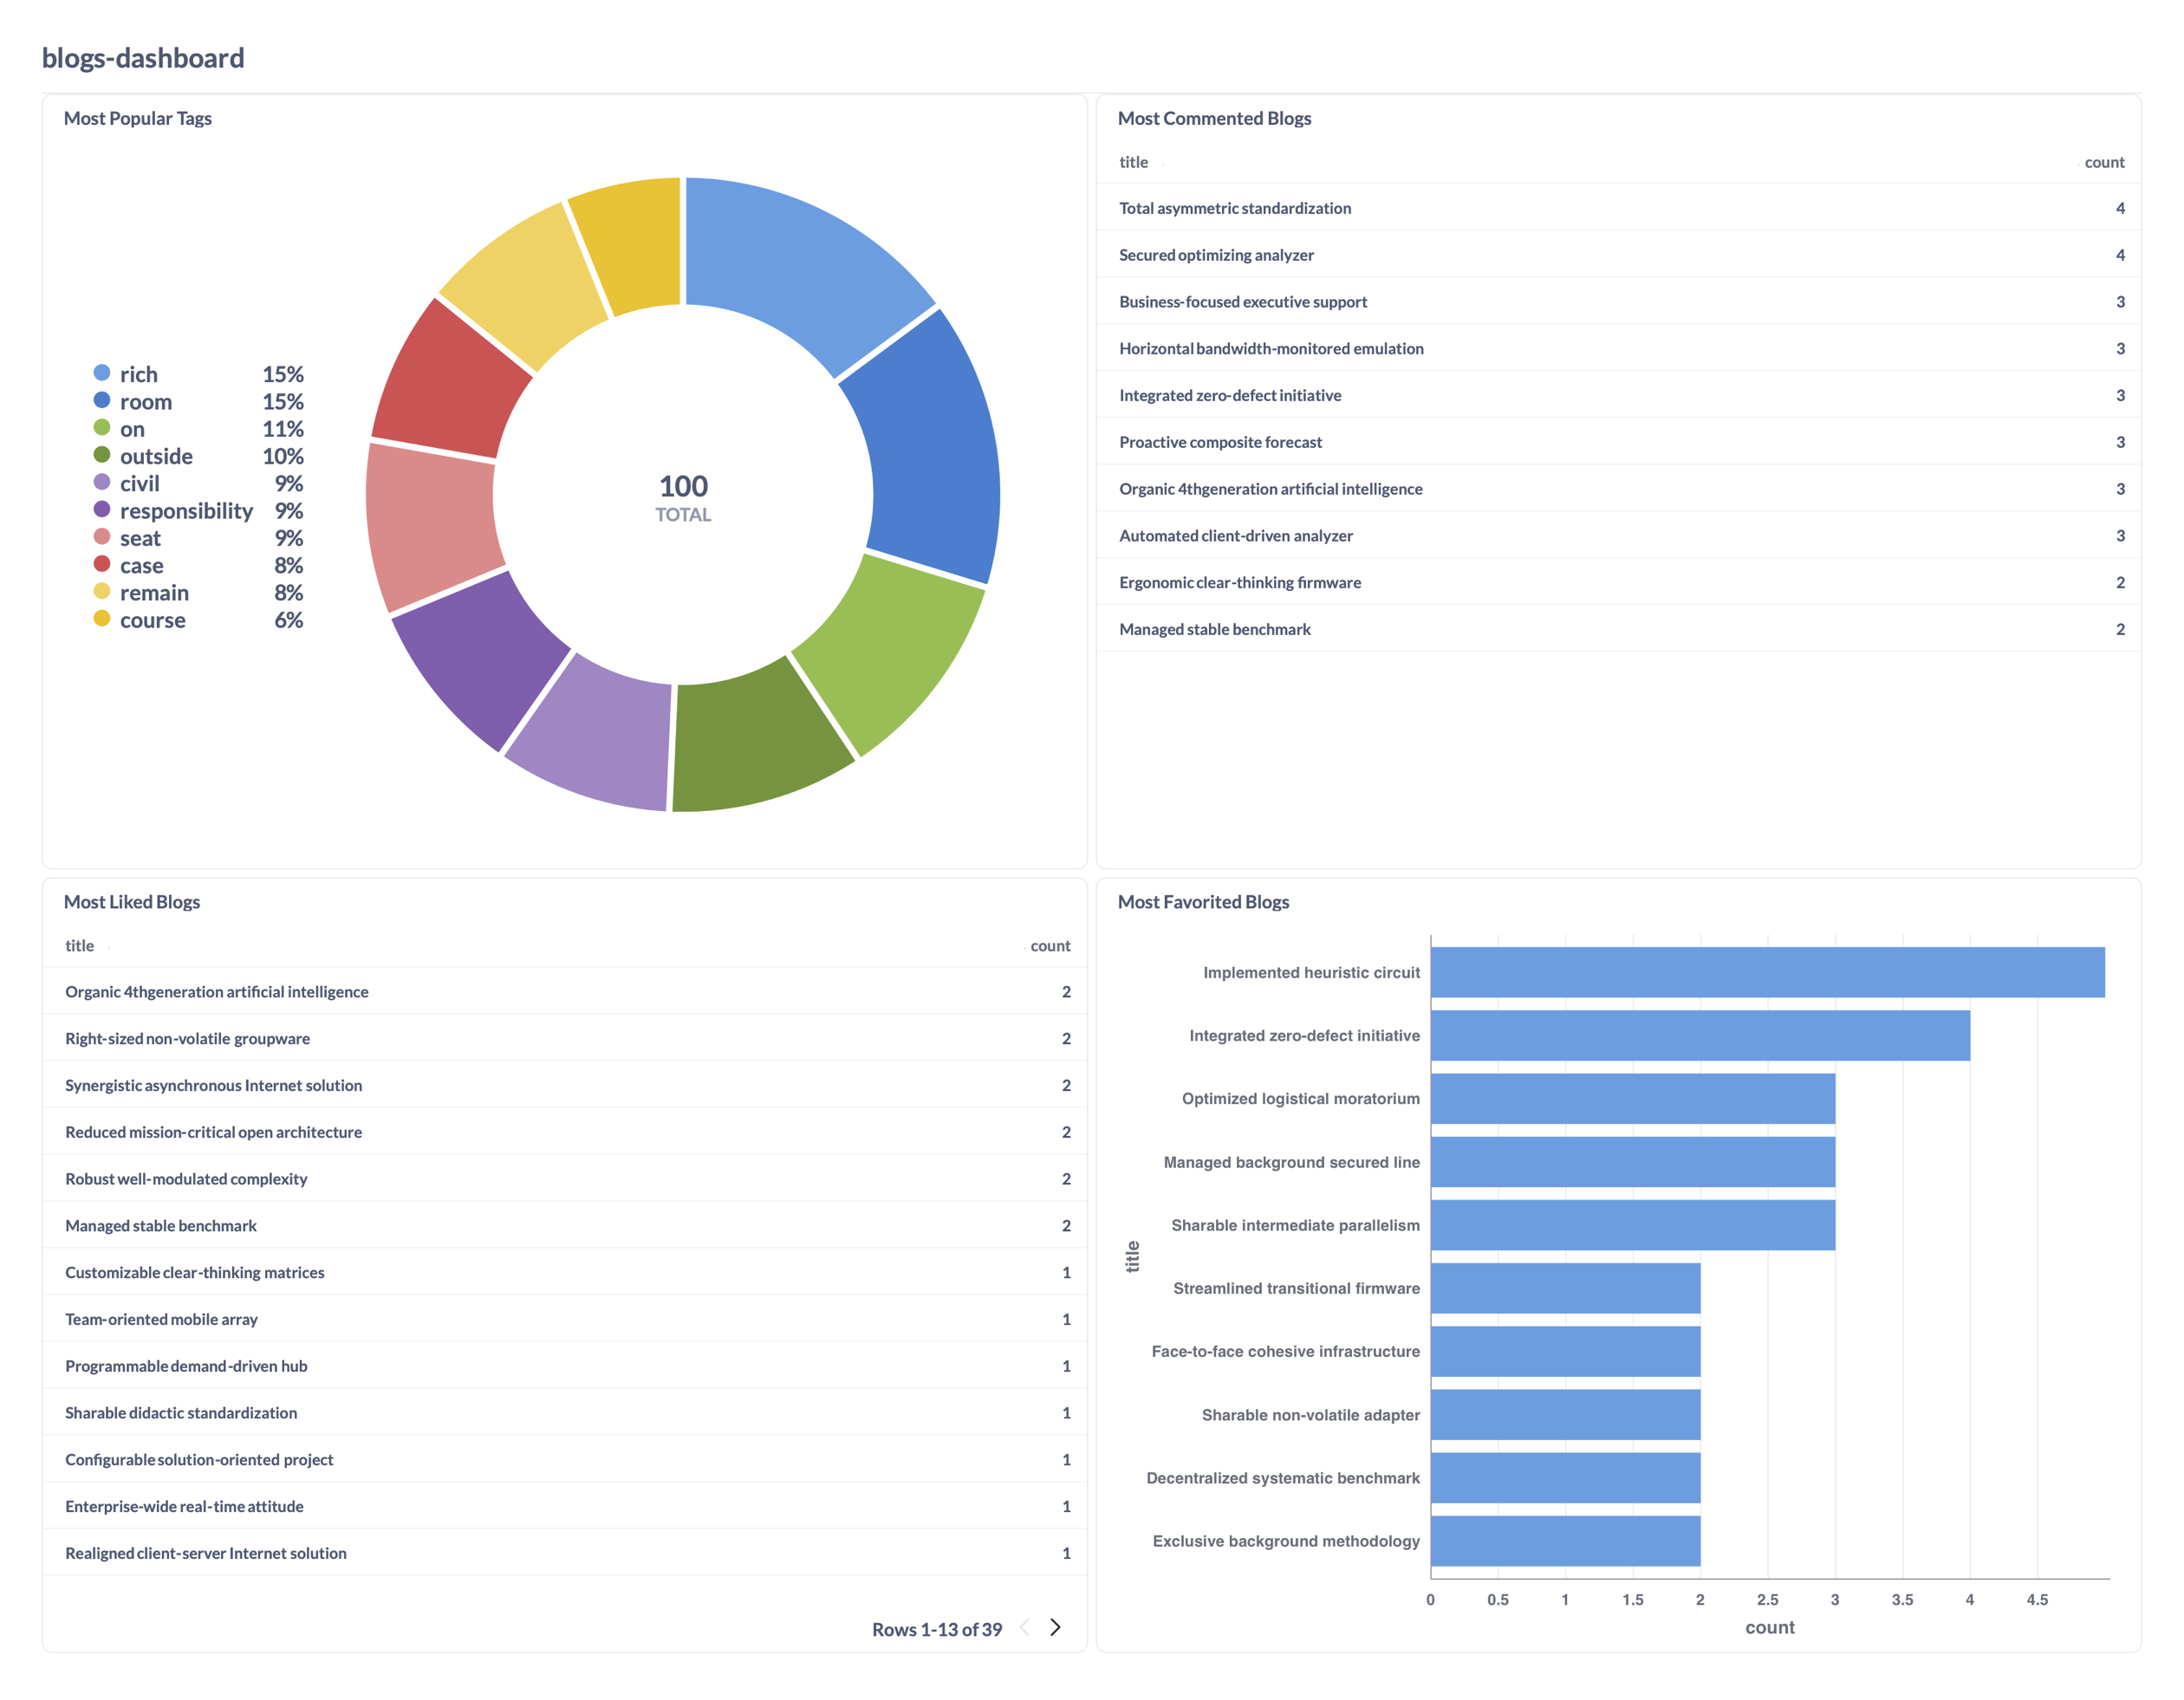 blogs-dashboard
Most Popular Tags
rich 15%
room 15%
on 11%
outside 10%
civil 9%
responsibility 9%
seat 9%
case 8%
remain 8%
course 6%
100
TOTAL
Most Commented Blogs
title count
Total asymmetric standardization 4
Secured optimizing analyzer 4
Business-focused executive support 3
Horizontal bandwidth-monitored emulation 3
Integrated zero-defect initiative 3
Proactive composite forecast 3
Organic 4thgeneration artificial intelligence 3
Automated client-driven analyzer 3
Ergonomic clear-thinking firmware 2
Managed stable benchmark 2
Most Liked Blogs
title count
Organic 4thgeneration artificial intelligence 2
Right-sized non-volatile groupware 2
Synergistic asynchronous Internet solution 2
Reduced mission-critical open architecture 2
Robust well-modulated complexity 2
Managed stable benchmark 2
Customizable clear-thinking matrices 1
Team-oriented mobile array 1
Programmable demand-driven hub 1
Sharable didactic standardization 1
Configurable solution-oriented project 1
Enterprise-wide real-time attitude 1
Realigned client-server Internet solution 1
Rows 1-13 of 39
Most Favorited Blogs
title
Implemented heuristic circuit
Integrated zero-defect initiative
Optimized logistical moratorium
Managed background secured line
Sharable intermediate parallelism
Streamlined transitional firmware
Face-to-face cohesive infrastructure
Sharable non-volatile adapter
Decentralized systematic benchmark
Exclusive background methodology
0 0.5 1 1.5 2 2.5 3 3.5 4 4.5
count